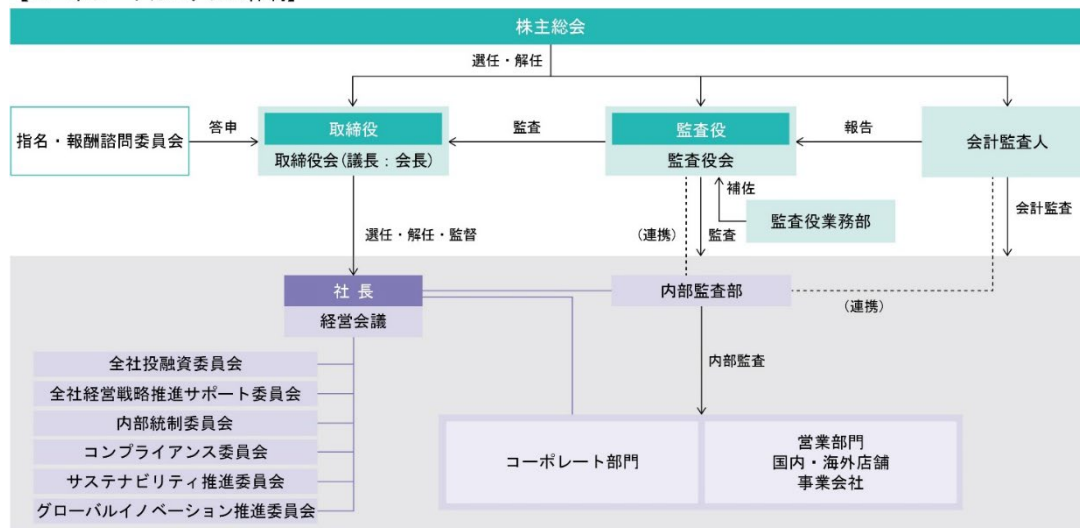 株主総会
選任・解任
指名・報酬諮問委員会
答申
取締役
取締役会(議長：会長)
監査
監査役
監査役会
報告
会計監査人
補佐
監査役業務部
選任・解任・監督
(連携)
監査
会計監査
社 長
経営会議
内部監査部
(連携)
内部監査
全社投融資委員会
全社経営戦略推進サポート委員会
内部統制委員会
コンプライアンス委員会
サステナビリティ推進委員会
グローバルイノベーション推進委員会
コーポレート部門
営業部門
国内・海外店舗
事業会社